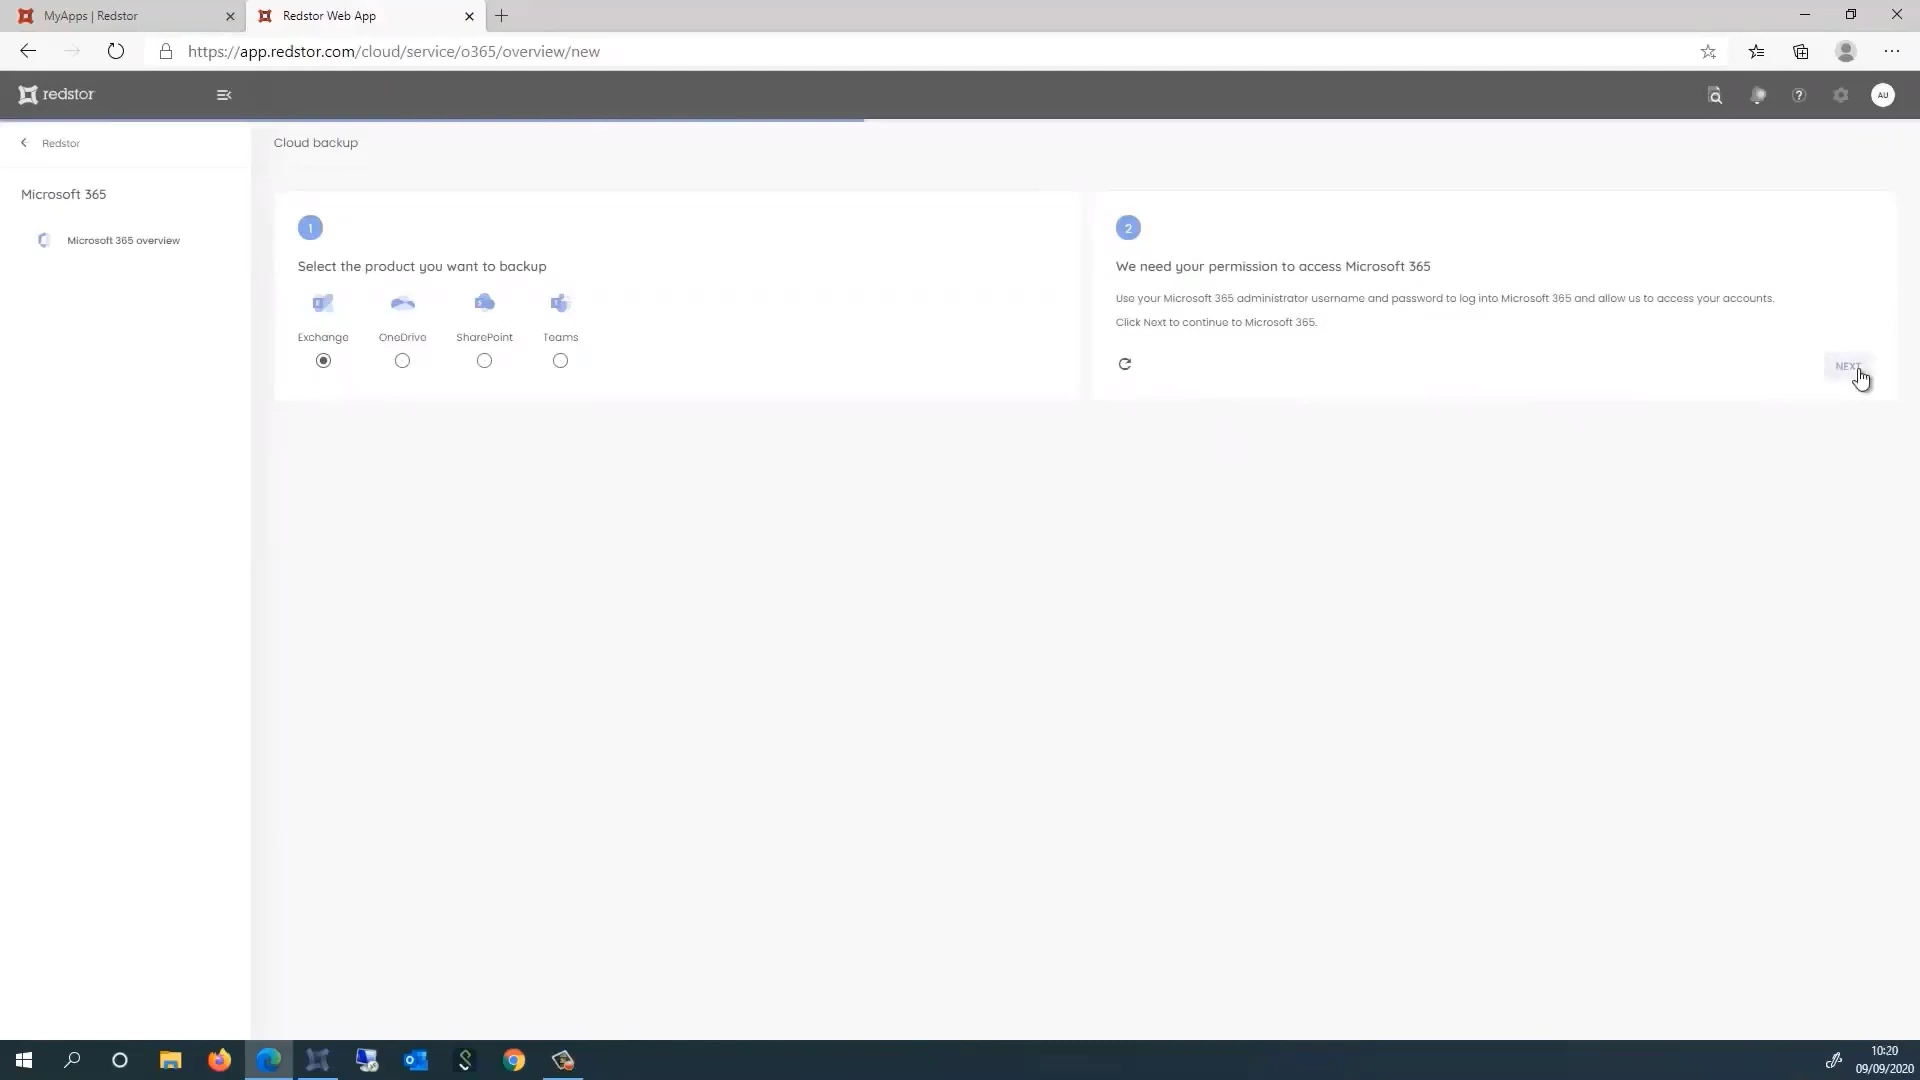 MyApps | Redstor
Redstor Web App
https://app.redstor.com/cloud/service/o365/overview/new
redstor
AU
Redstor
Cloud backup
Microsoft 365
Microsoft 365 overview
1
Select the product you want to backup
Exchange
OneDrive
SharePoint
Teams
2
We need your permission to access Microsoft 365
Use your Microsoft 365 administrator username and password to log into Microsoft 365 and allow us to access your accounts.
Click Next to continue to Microsoft 365.
NEXT
10:20
09/09/2020